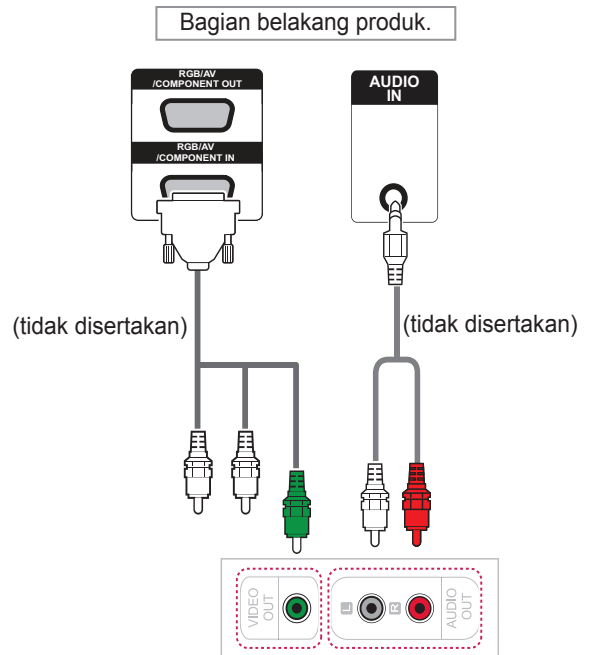 Bagian belakang produk.
RGB/AV
/COMPONENT OUT
RGB/AV
/COMPONENT IN
AUDIO
IN
(tidak disertakan)
(tidak disertakan)
VIDEO
OUT
L
R
AUDIO
OUT